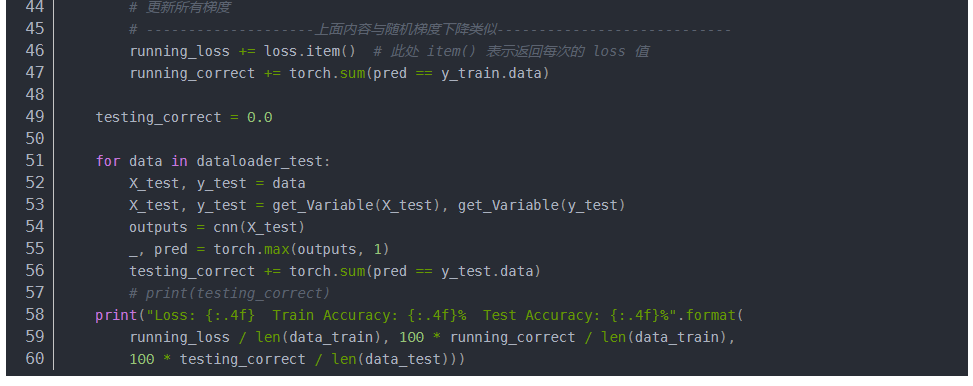 44 # 更新所有梯度
45 # --------------------上面内容与随机梯度下降类似----------------------------
46 running_loss += loss.item()  # 此处 item() 表示返回每次的 loss 值
47 running_correct += torch.sum(pred == y_train.data)
48
49 testing_correct = 0.0
50
51 for data in dataloader_test:
52 X_test, y_test = data
53 X_test, y_test = get_Variable(X_test), get_Variable(y_test)
54 outputs = cnn(X_test)
55 _, pred = torch.max(outputs, 1)
56 testing_correct += torch.sum(pred == y_test.data)
57 # print(testing_correct)
58 print("Loss: {:.4f}  Train Accuracy: {:.4f}%  Test Accuracy: {:.4f}%".format(
59 running_loss / len(data_train), 100 * running_correct / len(data_train),
60 100 * testing_correct / len(data_test)))